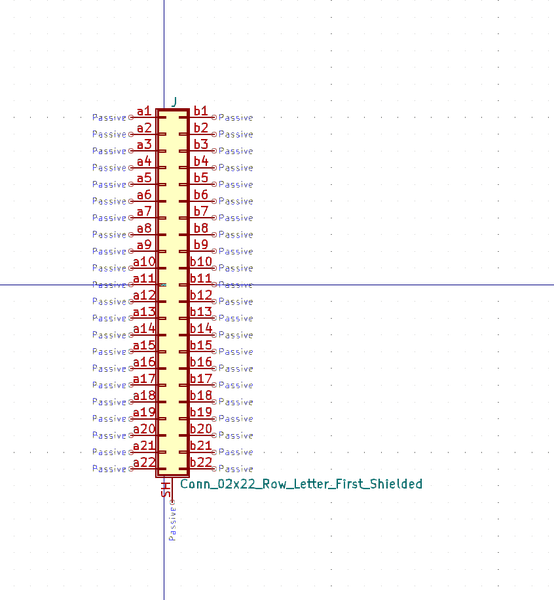 J
Passive a1 b1 Passive
Passive a2 b2 Passive
Passive a3 b3 Passive
Passive a4 b4 Passive
Passive a5 b5 Passive
Passive a6 b6 Passive
Passive a7 b7 Passive
Passive a8 b8 Passive
Passive a9 b9 Passive
Passive a10 b10 Passive
Passive a11 b11 Passive
Passive a12 b12 Passive
Passive a13 b13 Passive
Passive a14 b14 Passive
Passive a15 b15 Passive
Passive a16 b16 Passive
Passive a17 b17 Passive
Passive a18 b18 Passive
Passive a19 b19 Passive
Passive a20 b20 Passive
Passive a21 b21 Passive
Passive a22 b22 Passive
SH Conn_02x22_Row_Letter_First_Shielded
Passive